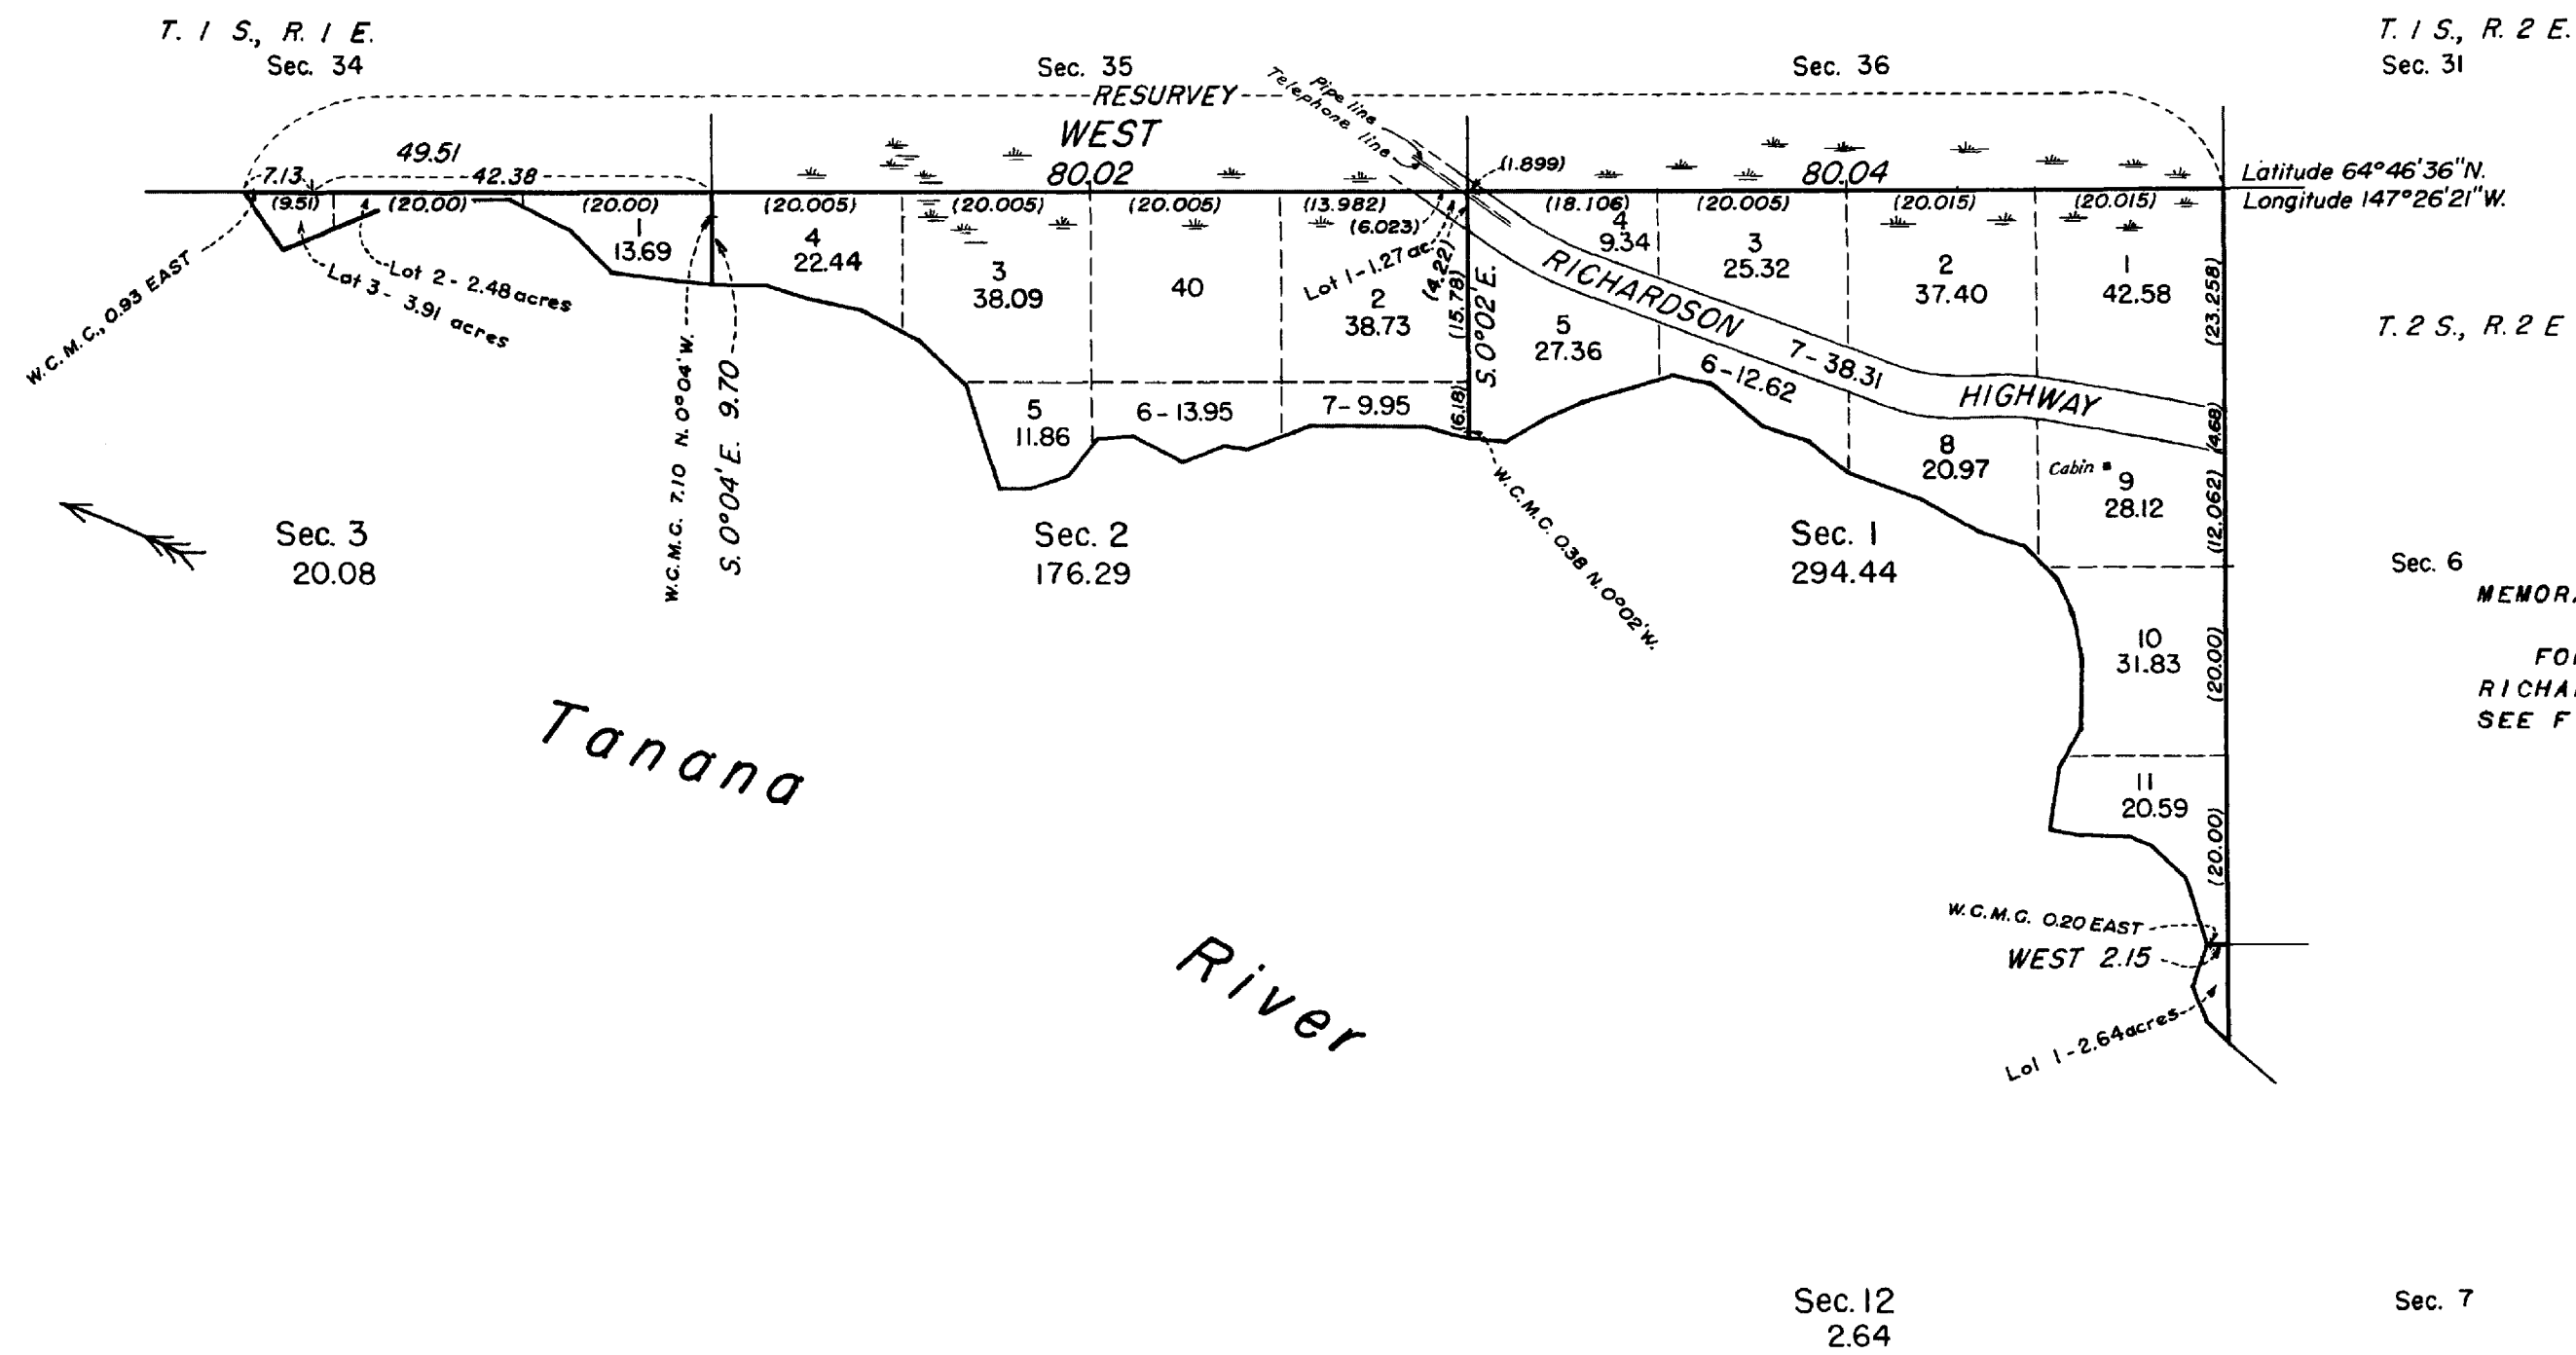 T. 1 S., R. 1 E.
T. 1 S., R. 2 E.
Sec. 34
Sec. 35
Sec. 36
Sec. 31
RESURVEY
WEST
Pipe line
Telephone line
49.51
7.13
42.38
80.02
(1.899)
80.04
Latitude 64°46'36"N.
Longitude 147°26'21"W.
(9.51)
(20.00)
(20.00)
(20.005)
(20.005)
(20.005)
(13.982)
(6.023)
(18.106)
(20.005)
(20.015)
(20.015)
1
13.69
4
22.44
3
38.09
40
2
38.73
Lot 1-1.27 ac.
(4.22)
(15.78)
S. 0°02' E.
(6.18)
4
9.34
3
25.32
2
37.40
1
42.58
(23.258)
W.C.M.C., 0.93 EAST
Lot 2 - 2.48 acres
Lot 3 - 3.91 acres
T. 2 S., R. 2 E
RICHARDSON
7-38.31
HIGHWAY
5
27.36
6-12.62
(4.68)
5
11.86
6-13.95
7-9.95
8
20.97
Cabin
9
28.12
(12.062)
W.C.M.C. 7.10 N. 0°04' W.
S. 0°04' E. 9.70
W.C.M.C. 0.38 N. 0°02' W.
Sec. 3
20.08
Sec. 2
176.29
Sec. 1
294.44
Sec. 6
MEMORA
FO
RICHA
SEE F
10
31.83
(20.00)
11
20.59
(20.00)
Tanana
River
W.C.M.C. 0.20 EAST
WEST 2.15
Lot 1-2.64 acres
Sec. 12
2.64
Sec. 7